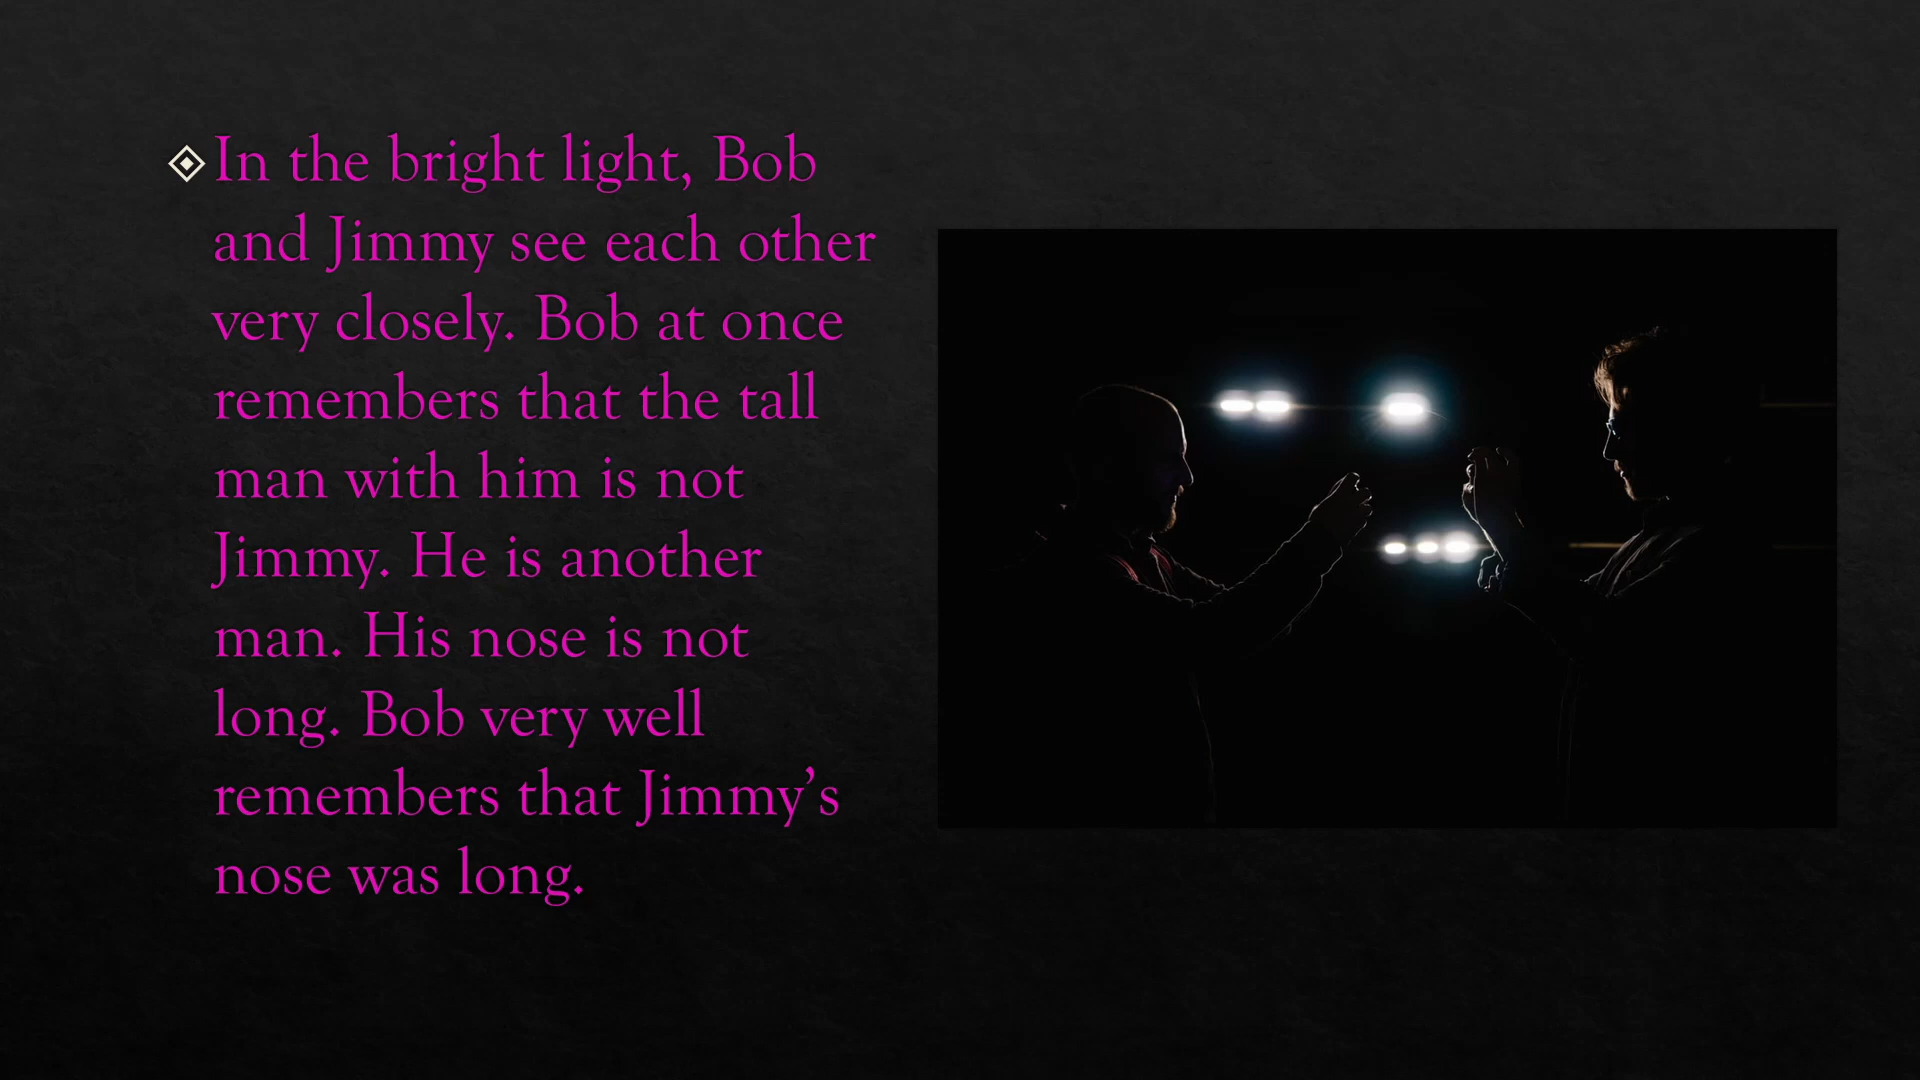 In the bright light, Bob
and Jimmy see each other
very closely. Bob at once
remembers that the tall
man with him is not
Jimmy. He is another
man. His nose is not
long. Bob very well
remembers that Jimmy’s
nose was long.